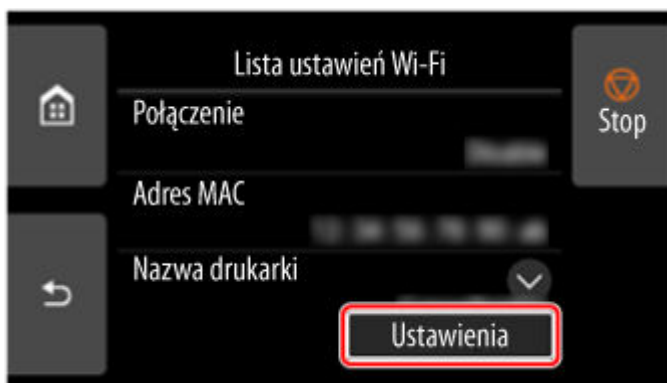 Lista ustawień Wi-Fi
Połączenie
Adres MAC
Nazwa drukarki
Ustawienia
Stop